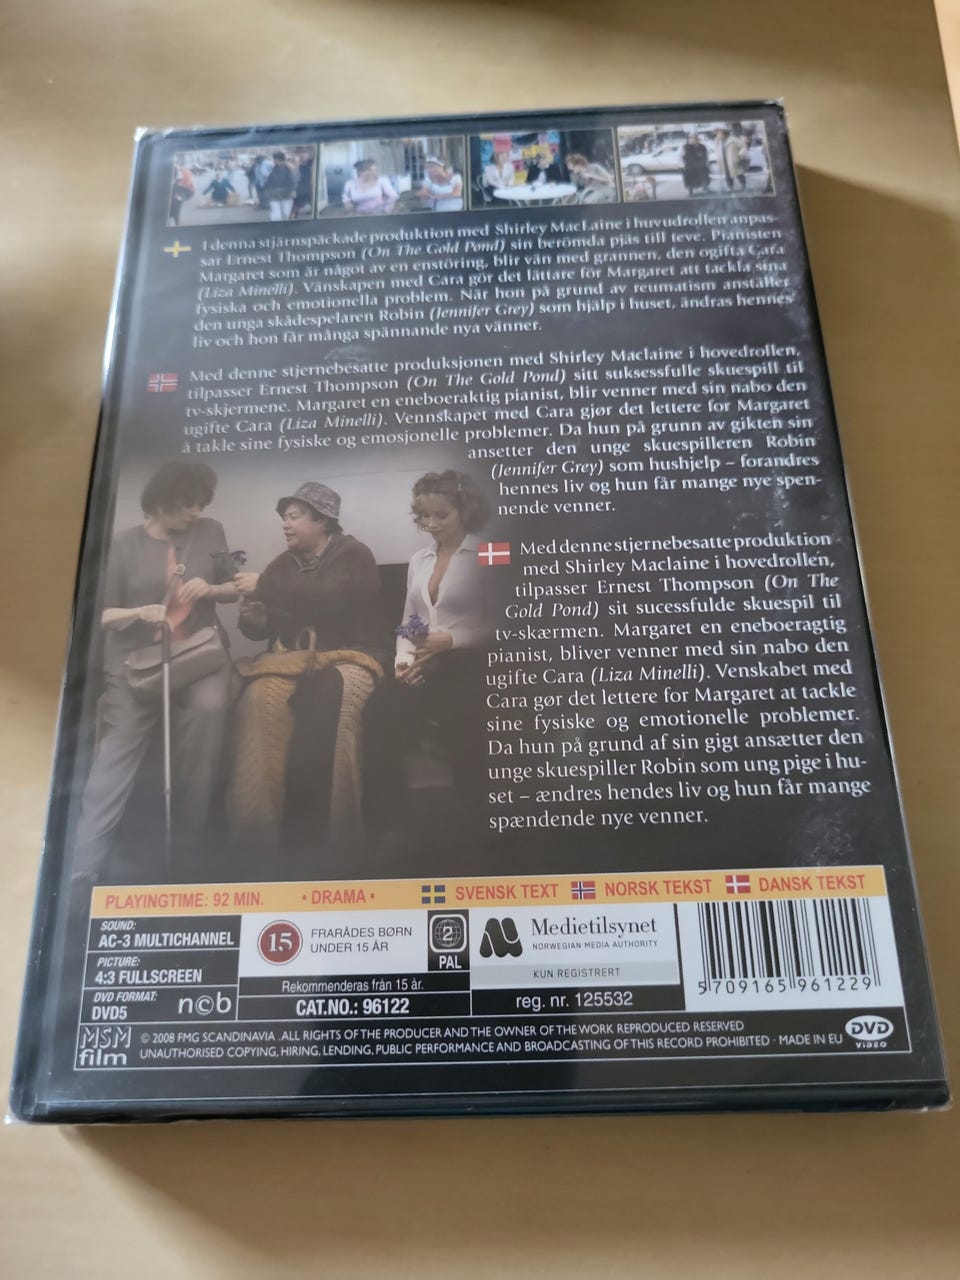 I denna stjärnspäckade produktion med Shirley MacLaine i huvudrollen anpas-
sar Ernest Thompson (On The Gold Pond) sin berömda pjäs till teve. Pianisten
Margaret som är något av en enstöring, blir vän med grannen, den ogifta Cara
(Liza Minelli). Vänskapen med Cara gör det lättare för Margaret att tackla sina
fysiska och emotionella problem. När hon på grund av reumatism anställer
den unga skådespelaren Robin (Jennifer Grey) som hjälp i huset, ändras hennes
liv och hon får många spännande nya vänner.
Med denne stjernebesatte produksjonen med Shirley Maclaine i hovedrollen,
tilpasser Ernest Thompson (On The Gold Pond) sitt suksessfulle skuespill til
tv-skjermene. Margaret en eneboeraktig pianist, blir venner med sin nabo den
ugifte Cara (Liza Minelli). Vennskapet med Cara gjør det lettere for Margaret
å takle sine fysiske og emosjonelle problemer. Da hun på grunn av gikten sin
ansetter den unge skuespilleren Robin
(Jennifer Grey) som hushjelp – forandres
hennes liv og hun får mange nye spen-
nende venner.
Med denne stjernebesatte produktion
med Shirley Maclaine i hovedrollen,
tilpasser Ernest Thompson (On The
Gold Pond) sit sucessfulde skuespil til
tv-skærmen. Margaret en eneboeragtig
pianist, bliver venner med sin nabo den
ugifte Cara (Liza Minelli). Venskabet med
Cara gør det lettere for Margaret at tackle
sine fysiske og emotionelle problemer.
Da hun på grund af sin gigt ansætter den
unge skuespiller Robin som ung pige i hu-
set – ændres hendes liv og hun får mange
spændende nye venner.
PLAYINGTIME: 92 MIN. • DRAMA • SVENSK TEXT NORSK TEKST DANSK TEKST
SOUND:
AC-3 MULTICHANNEL
PICTURE:
4:3 FULLSCREEN
DVD FORMAT:
DVD5
ncb
15
FRARÅDES BØRN
UNDER 15 ÅR
2
PAL
Rekommenderas från 15 år.
CAT.NO.: 96122
Medietilsynet
NORWEGIAN MEDIA AUTHORITY
KUN REGISTRERT
reg. nr. 125532
5 709165 961229
MSM
film
© 2008 FMG SCANDINAVIA. ALL RIGHTS OF THE PRODUCER AND THE OWNER OF THE WORK REPRODUCED RESERVED
UNAUTHORISED COPYING, HIRING, LENDING, PUBLIC PERFORMANCE AND BROADCASTING OF THIS RECORD PROHIBITED · MADE IN EU
DVD
VIDEO